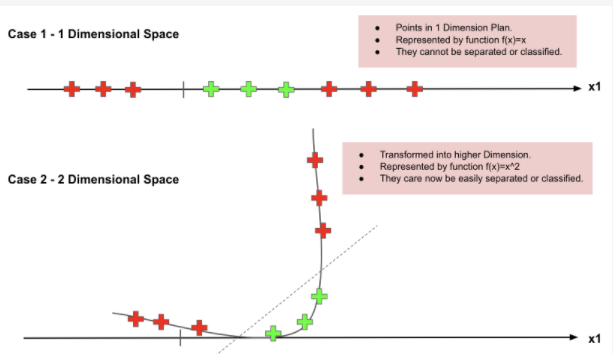 Case 1 - 1 Dimensional Space
● Points in 1 Dimension Plan.
● Represented by function f(x)=x
● They cannot be separated or classified.
x1
Case 2 - 2 Dimensional Space
● Transformed into higher Dimension.
● Represented by function f(x)=x^2
● They care now be easily separated or classified.
x1